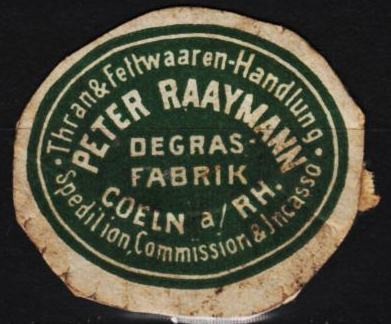 Thran & Fettwaaren-Handlung
PETER RAAYMANN
DEGRAS-
FABRIK
COELN a/RH.
Spedition, Commission & Incasso